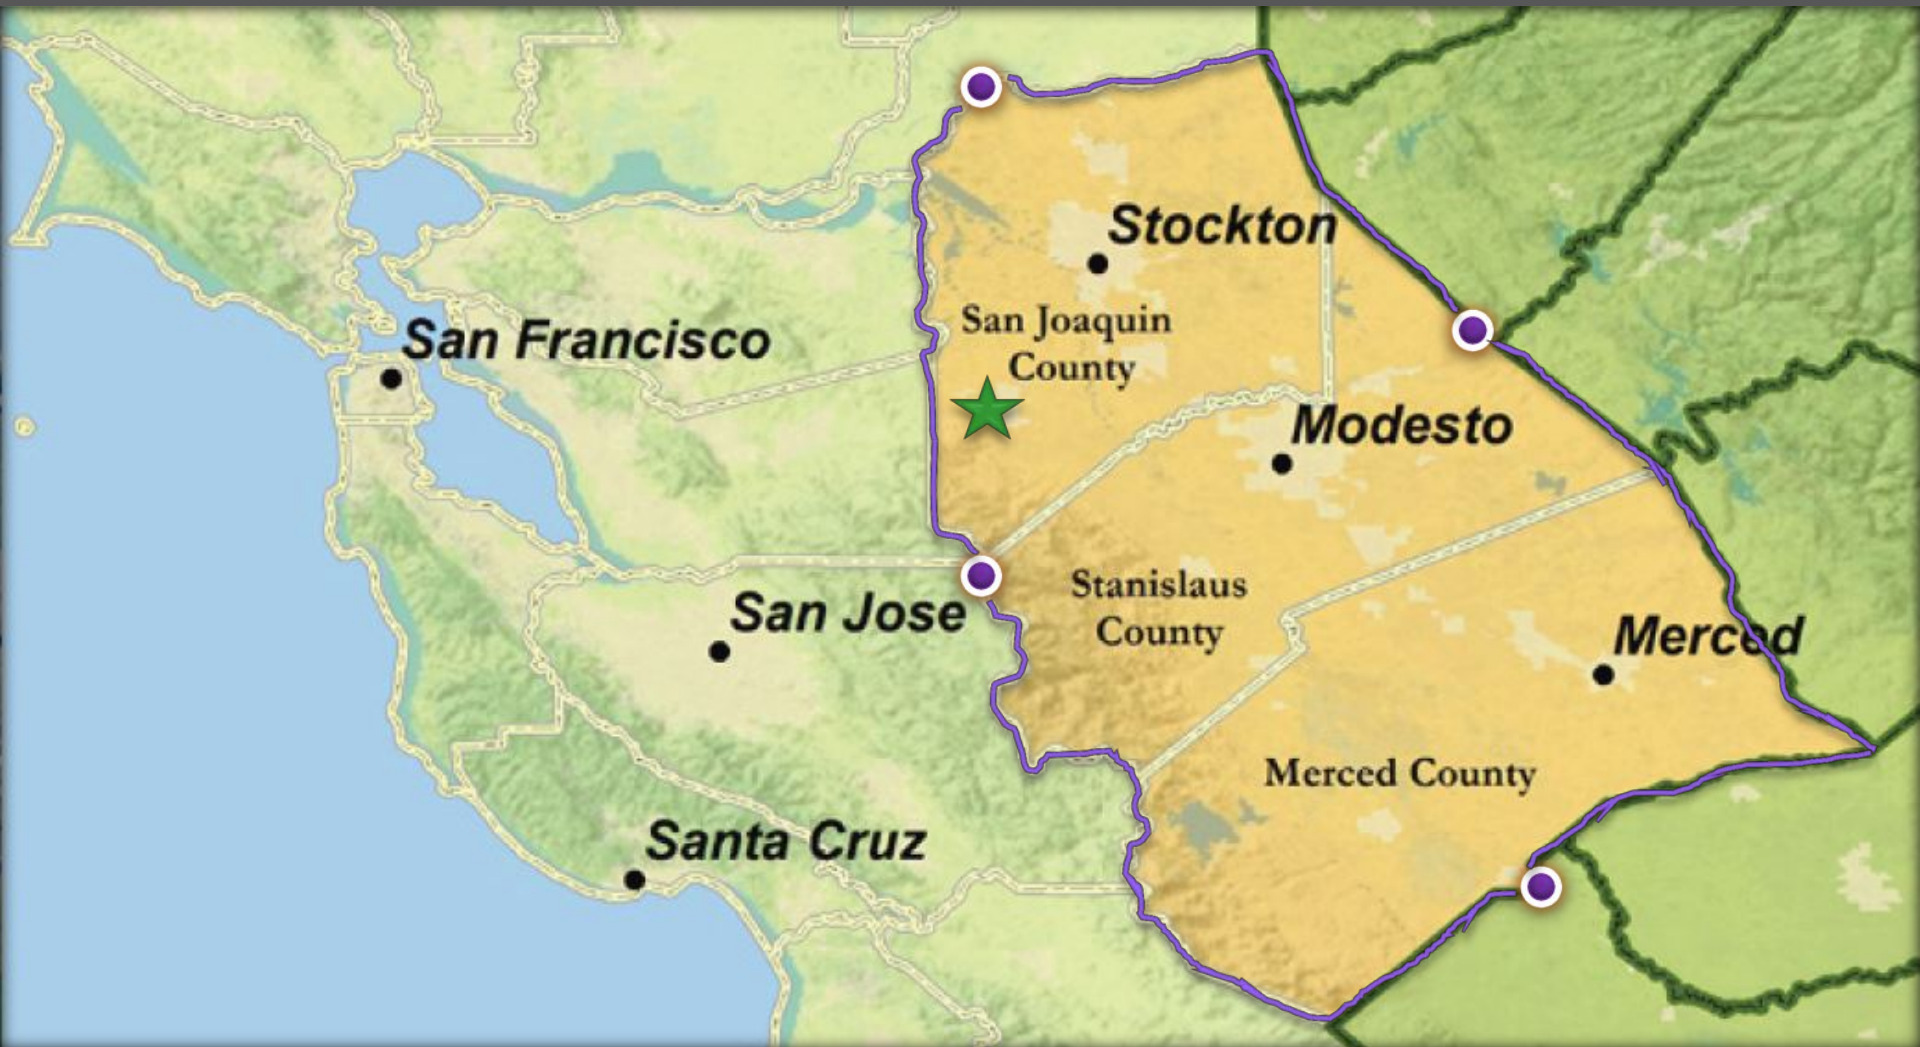 Stockton
San Joaquin
County
San Francisco
Modesto
Stanislaus
County
San Jose
Merced
Merced County
Santa Cruz